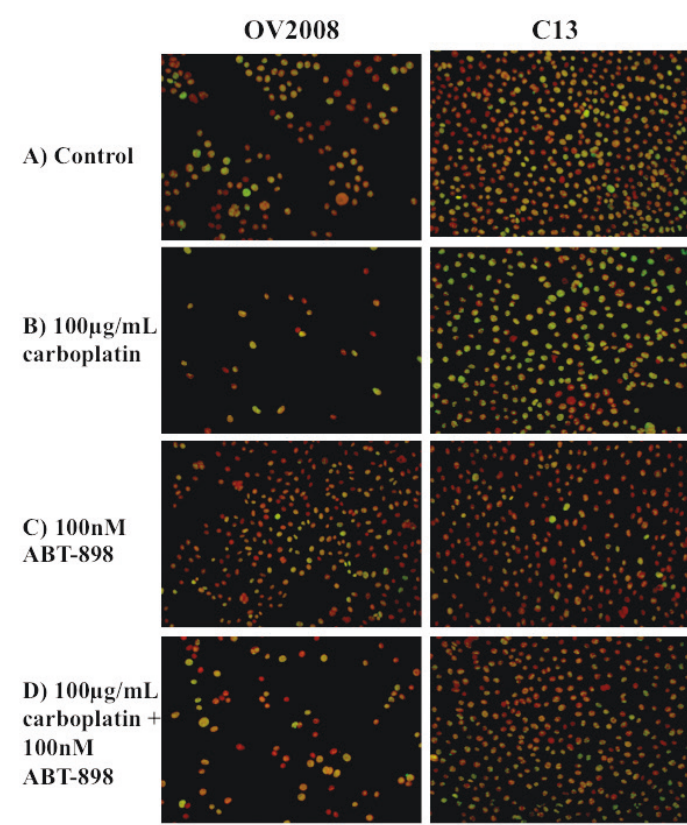 OV2008 C13
A) Control
B) 100µg/mL
carboplatin
C) 100nM
ABT-898
D) 100µg/mL
carboplatin +
100nM
ABT-898